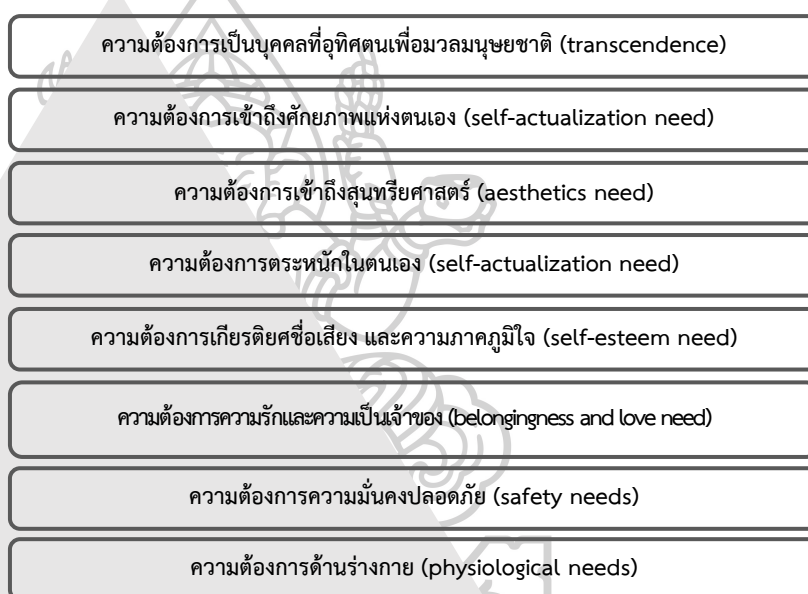 ความต้องการเป็นบุคคลที่อุทิศตนเพื่อมวลมนุษยชาติ (transcendence)
ความต้องการเข้าถึงศักยภาพแห่งตนเอง (self-actualization need)
ความต้องการเข้าถึงสุนทรียศาสตร์ (aesthetics need)
ความต้องการตระหนักในตนเอง (self-actualization need)
ความต้องการเกียรติยศชื่อเสียง และความภาคภูมิใจ (self-esteem need)
ความต้องการความรักและความเป็นเจ้าของ (belongingness and love need)
ความต้องการความมั่นคงปลอดภัย (safety needs)
ความต้องการด้านร่างกาย (physiological needs)